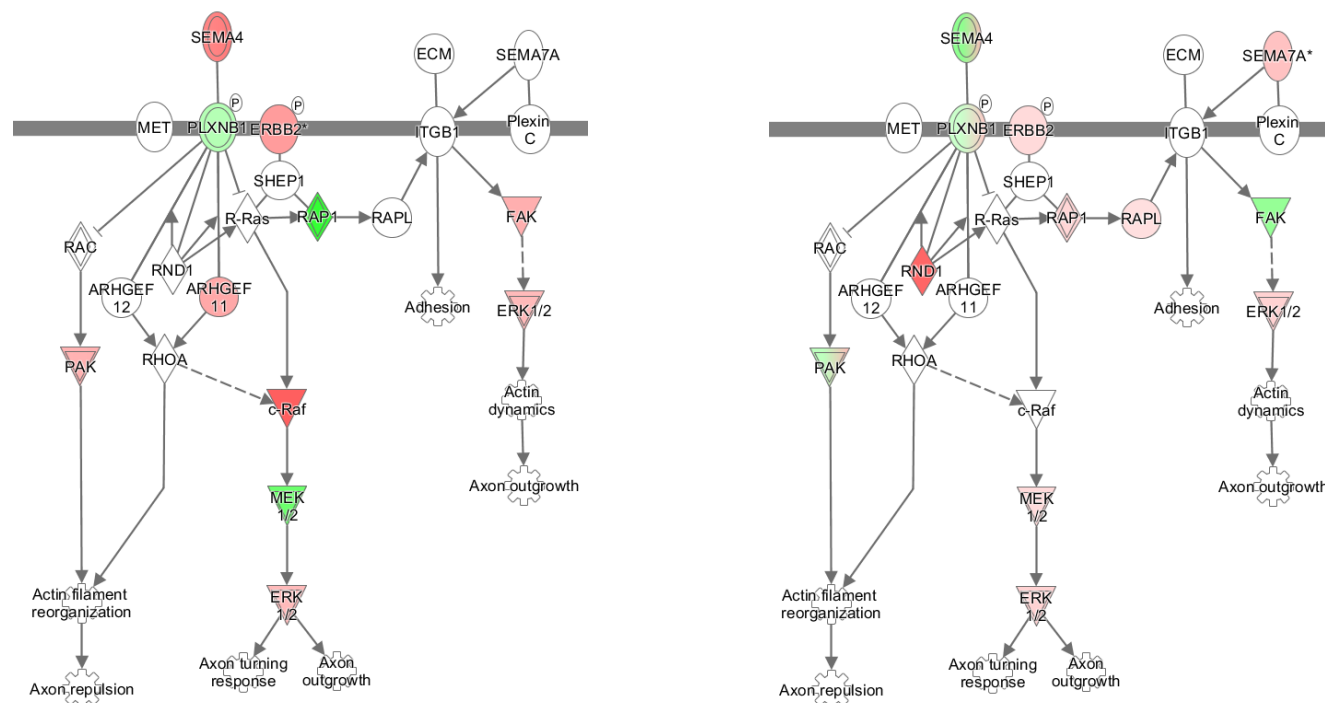 SEMA4
ECM
SEMA7A
P
P
MET
PLXNB1
ERBB2*
ITGB1
Plexin
C
SHEP1
R-Ras
RAP1
RAPL
FAK
RAC
RND1
ARHGEF
12
ARHGEF
11
Adhesion
ERK1/2
PAK
RHOA
c-Raf
Actin
dynamics
Axon outgrowth
MEK
1/2
Actin filament
reorganization
ERK
1/2
Axon repulsion
Axon turning
response
Axon
outgrowth
SEMA4
ECM
SEMA7A*
P
P
MET
PLXNB1
ERBB2
ITGB1
Plexin
C
SHEP1
R-Ras
RAP1
RAPL
FAK
RAC
RND1
ARHGEF
12
ARHGEF
11
Adhesion
ERK1/2
PAK
RHOA
c-Raf
Actin
dynamics
Axon outgrowth
MEK
1/2
Actin filament
reorganization
ERK
1/2
Axon repulsion
Axon turning
response
Axon
outgrowth